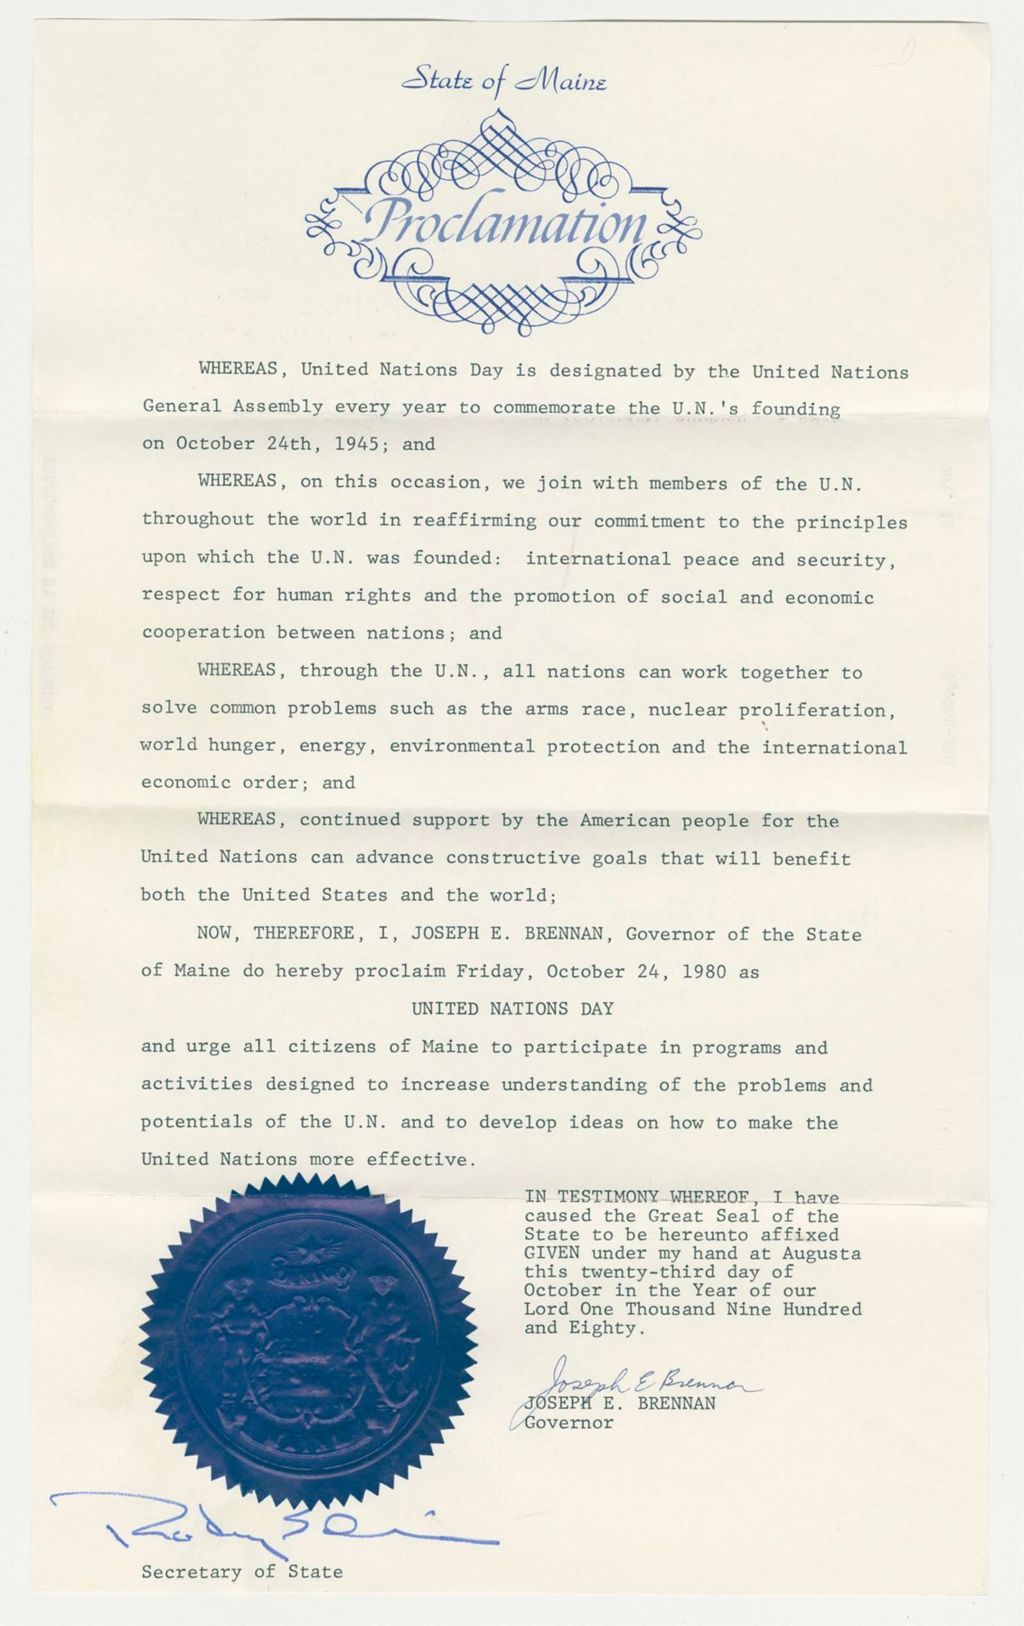 State of Maine
Proclamation
WHEREAS, United Nations Day is designated by the United Nations
General Assembly every year to commemorate the U.N.'s founding
on October 24th, 1945; and
WHEREAS, on this occasion, we join with members of the U.N.
throughout the world in reaffirming our commitment to the principles
upon which the U.N. was founded: international peace and security,
respect for human rights and the promotion of social and economic
cooperation between nations; and
WHEREAS, through the U.N., all nations can work together to
solve common problems such as the arms race, nuclear proliferation,
world hunger, energy, environmental protection and the international
economic order; and
WHEREAS, continued support by the American people for the
United Nations can advance constructive goals that will benefit
both the United States and the world;
NOW, THEREFORE, I, JOSEPH E. BRENNAN, Governor of the State
of Maine do hereby proclaim Friday, October 24, 1980 as
UNITED NATIONS DAY
and urge all citizens of Maine to participate in programs and
activities designed to increase understanding of the problems and
potentials of the U.N. and to develop ideas on how to make the
United Nations more effective.
IN TESTIMONY WHEREOF, I have
caused the Great Seal of the
State to be hereunto affixed
GIVEN under my hand at Augusta
this twenty-third day of
October in the Year of our
Lord One Thousand Nine Hundred
and Eighty.
Joseph E Brennan
JOSEPH E. BRENNAN
Governor
Secretary of State